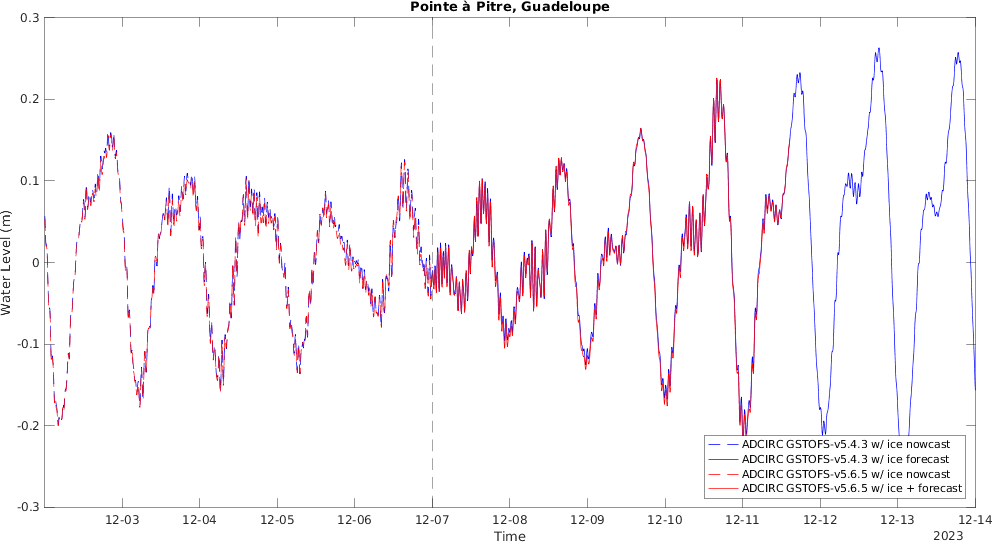 Pointe à Pitre, Guadeloupe
0.3
0.2
0.1
0
-0.1
-0.2
-0.3
Water Level (m)
ADCIRC GSTOFS-v5.4.3 w/ ice nowcast
ADCIRC GSTOFS-v5.4.3 w/ ice forecast
ADCIRC GSTOFS-v5.6.5 w/ ice nowcast
ADCIRC GSTOFS-v5.6.5 w/ ice + forecast
12-03 12-04 12-05 12-06 12-07 12-08 12-09 12-10 12-11 12-12 12-13 12-14
Time
2023